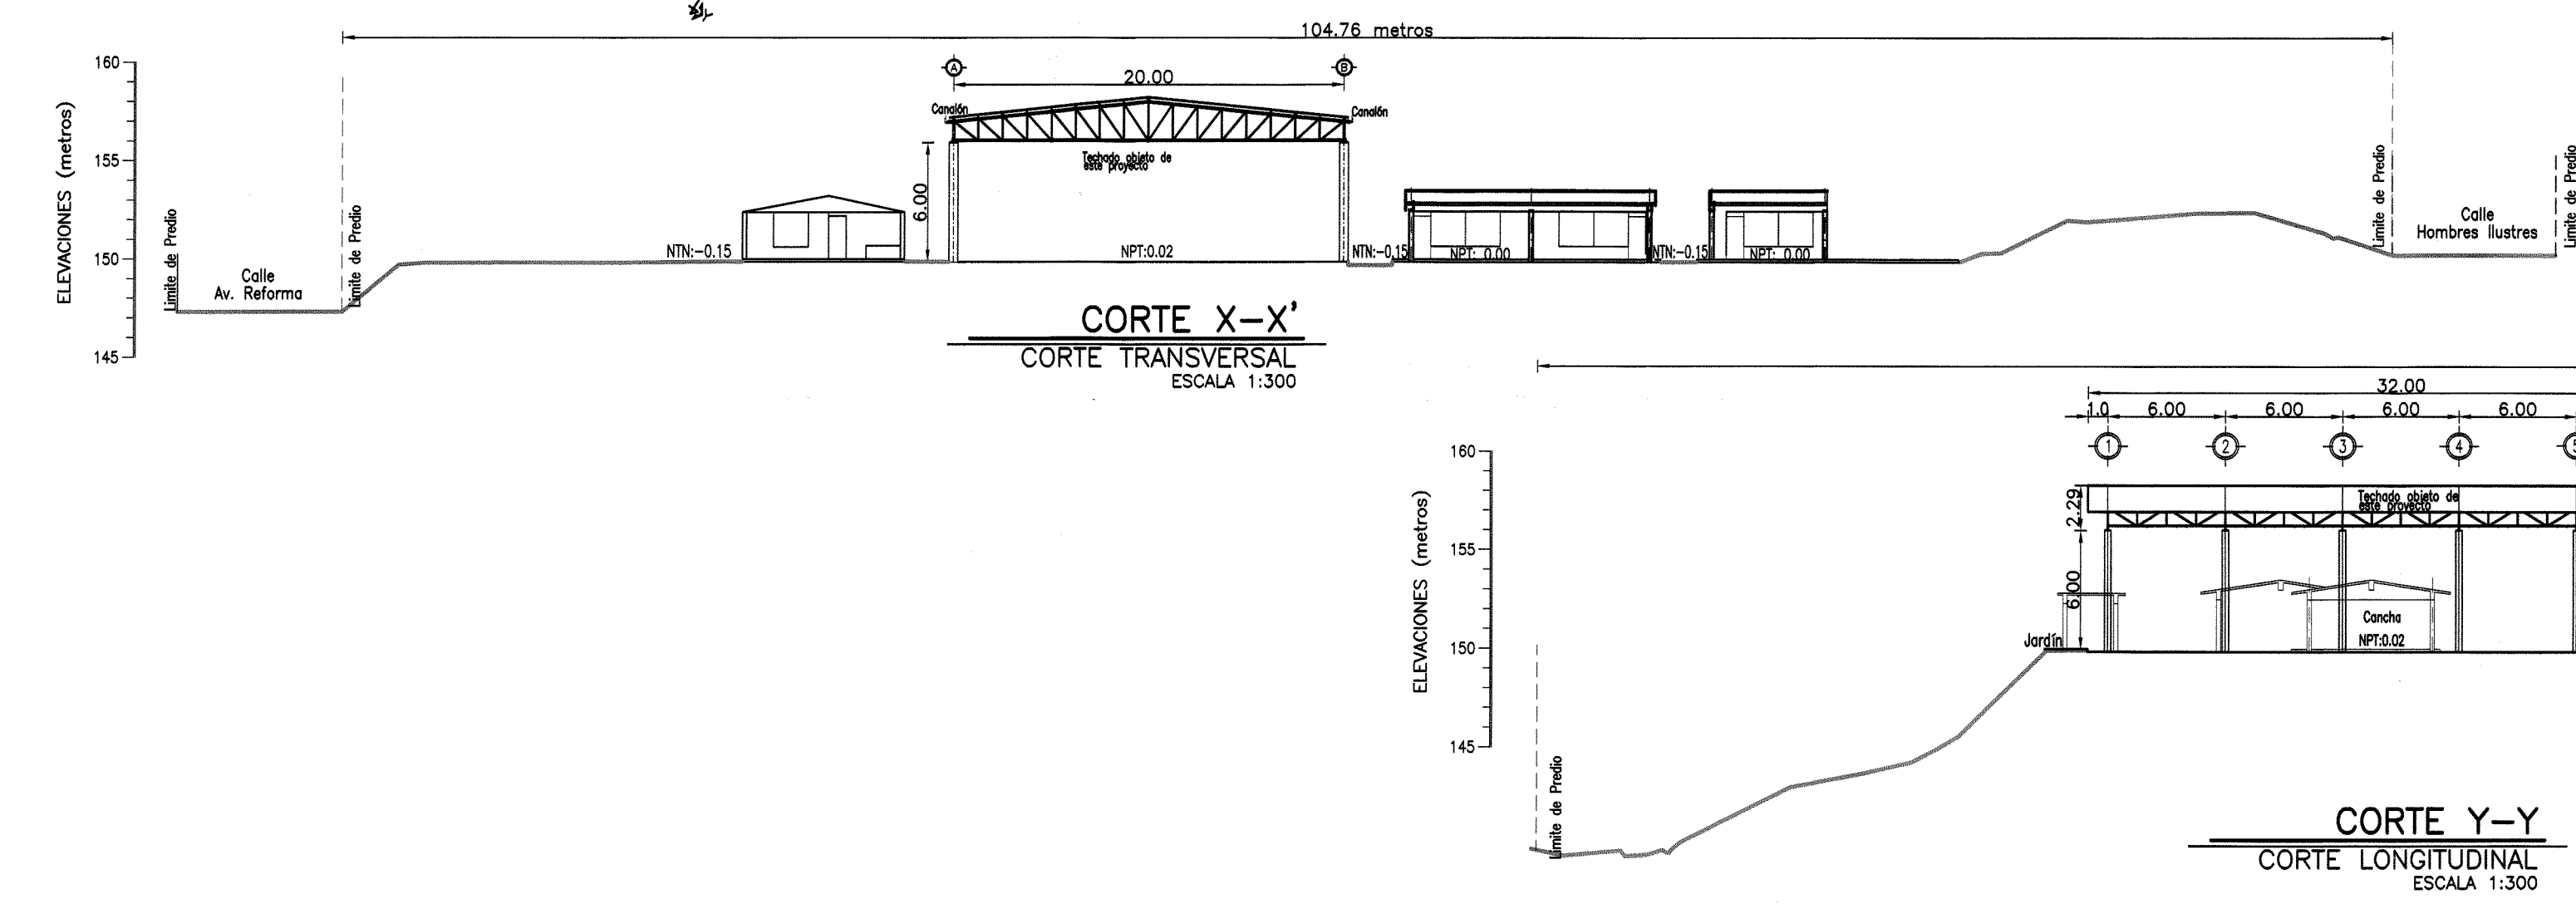 104.76 metros
160
155
150
145
ELEVACIONES (metros)
A
B
20.00
Canalón
Canalón
Techado objeto de
este proyecto
6.00
Limite de Predio
Calle
Av. Reforma
Limite de Predio
NTN:-0.15
NPT:0.02
NTN:-0.15
NPT: 0.00
NTN:-0.15
NPT: 0.00
Limite de Predio
Calle
Hombres Ilustres
Limite de Predio
CORTE X-X'
CORTE TRANSVERSAL
ESCALA 1:300
32.00
1.0
6.00
6.00
6.00
6.00
1
2
3
4
5
160
155
150
145
ELEVACIONES (metros)
2.29
Techado objeto de
este proyecto
6.00
Cancha
NPT:0.02
Jardín
Limite de Predio
CORTE Y-Y
CORTE LONGITUDINAL
ESCALA 1:300